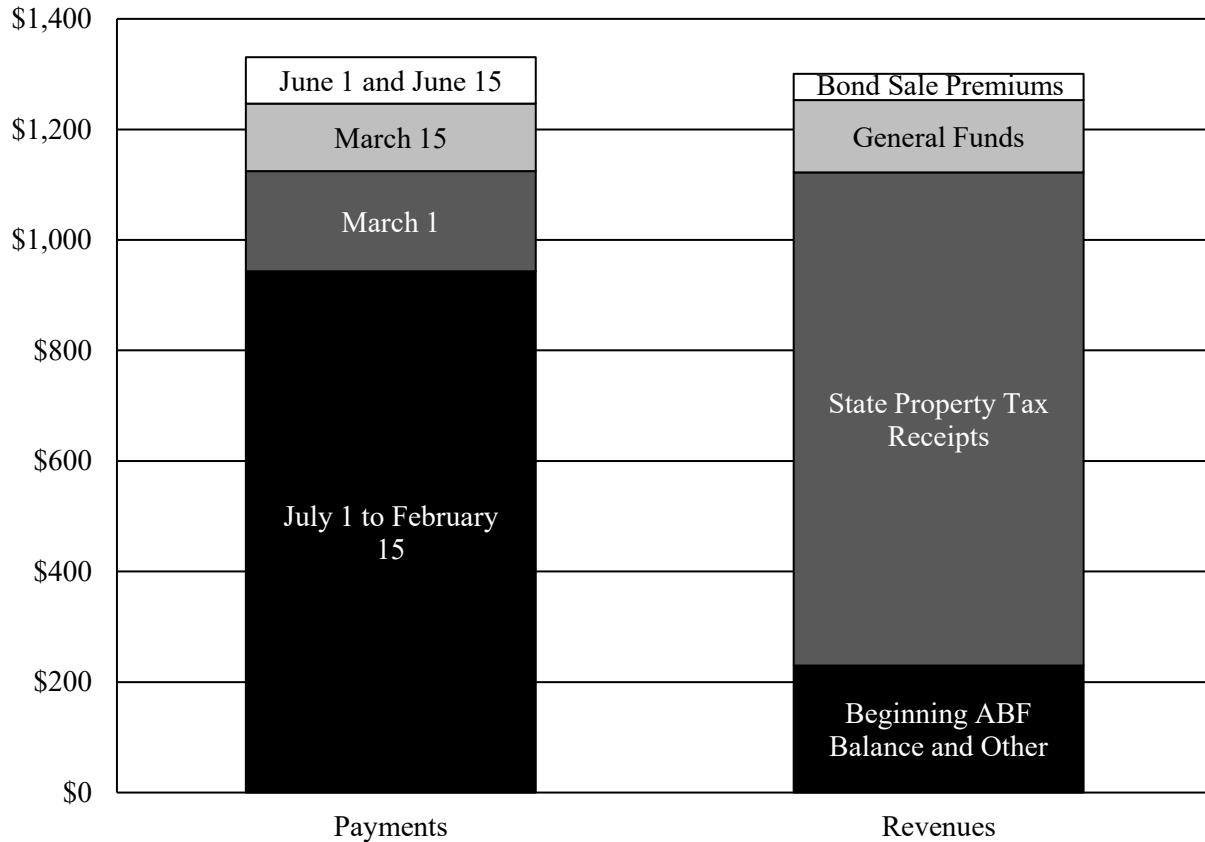 $1,400
$1,200
$1,000
$800
$600
$400
$200
$0
June 1 and June 15
March 15
March 1
July 1 to February
15
Payments
Bond Sale Premiums
General Funds
State Property Tax
Receipts
Beginning ABF
Balance and Other
Revenues